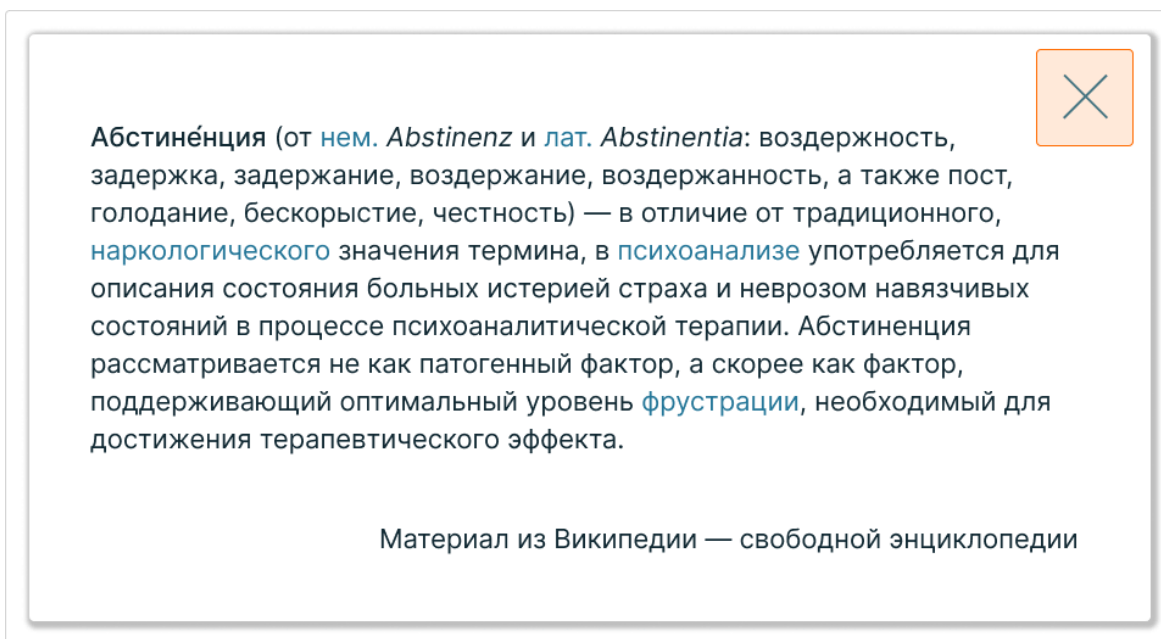 Абстине́нция (от нем. Abstinenz и лат. Abstinentia: воздержность,
задержка, задержание, воздержание, воздержанность, а также пост,
голодание, бескорыстие, честность) — в отличие от традиционного,
наркологического значения термина, в психоанализе употребляется для
описания состояния больных истерией страха и неврозом навязчивых
состояний в процессе психоаналитической терапии. Абстиненция
рассматривается не как патогенный фактор, а скорее как фактор,
поддерживающий оптимальный уровень фрустрации, необходимый для
достижения терапевтического эффекта.
Материал из Википедии — свободной энциклопедии